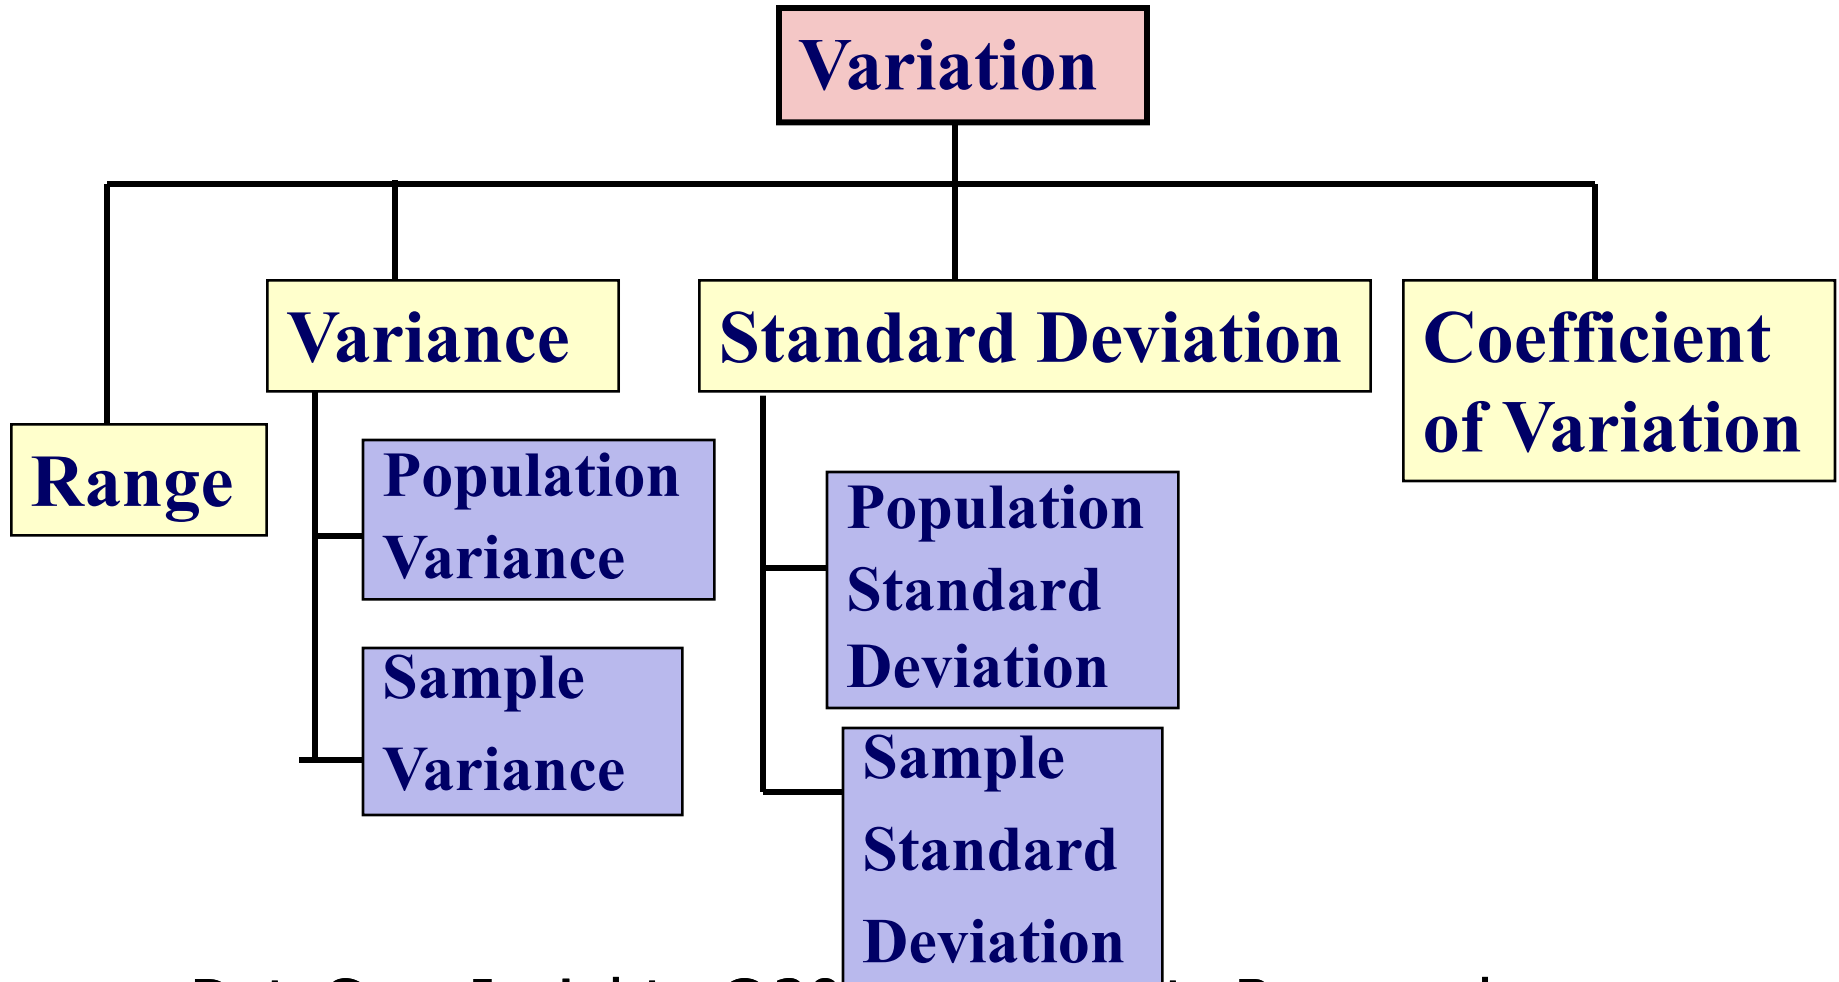 Variation
Variance
Standard Deviation
Coefficient
of Variation
Range
Population
Variance
Sample
Variance
Population
Standard
Deviation
Sample
Standard
Deviation